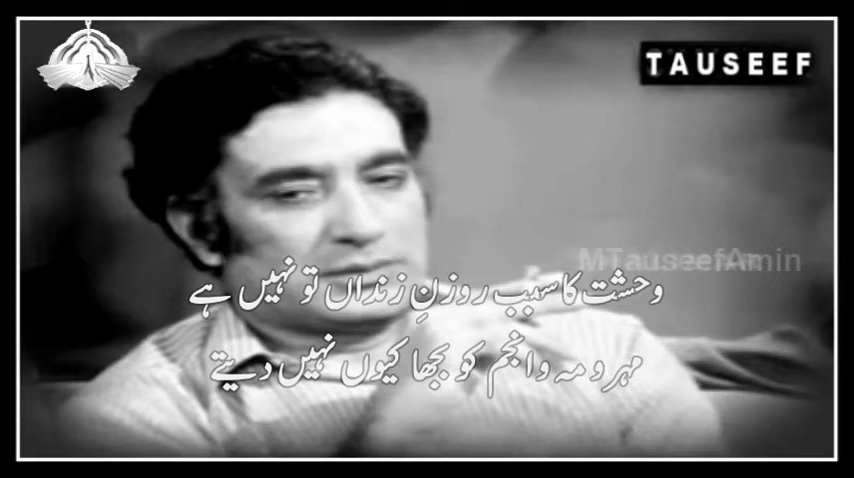 TAUSEEF
MTauseefAmin
وحشت کا سبب روزنِ زنداں تو نہیں ہے
مہر و مہ و انجم کو بجھا کیوں نہیں دیتے